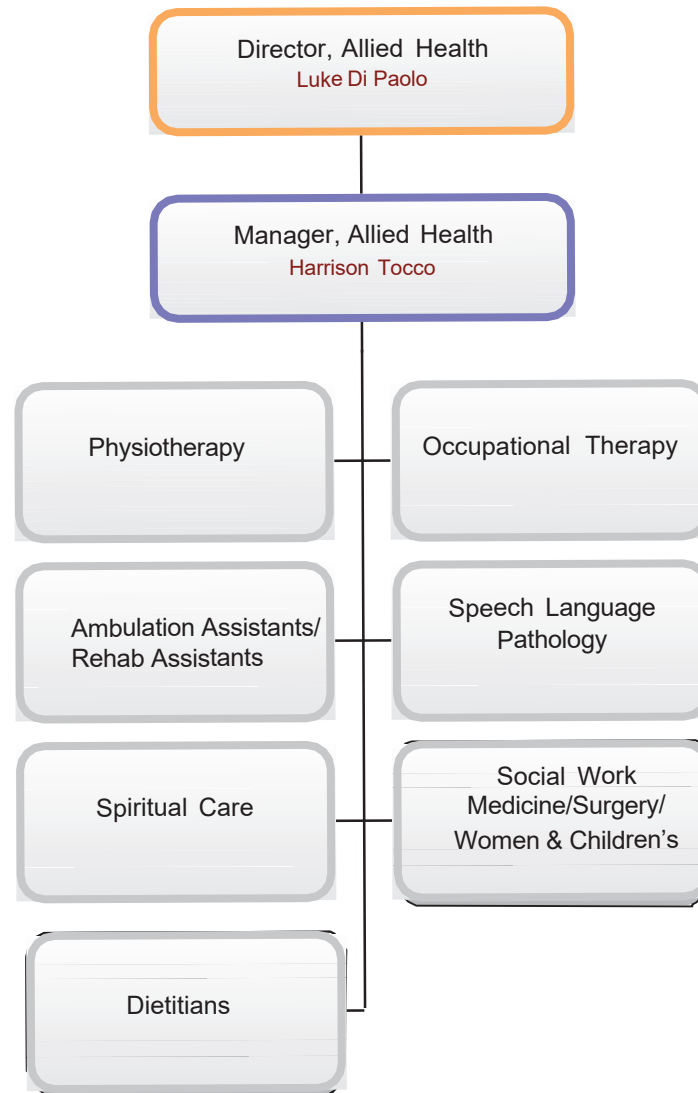 Director, Allied Health
Luke Di Paolo
Manager, Allied Health
Harrison Tocco
Physiotherapy
Occupational Therapy
Ambulation Assistants/
Rehab Assistants
Speech Language
Pathology
Spiritual Care
Social Work
Medicine/Surgery/
Women & Children’s
Dietitians